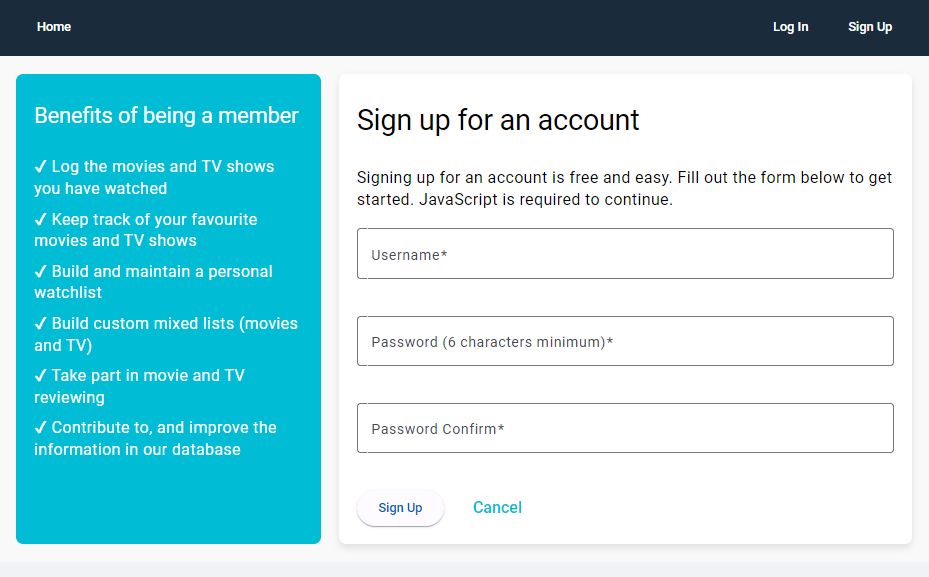 Home Log In Sign Up
Benefits of being a member
✓ Log the movies and TV shows
you have watched
✓ Keep track of your favourite
movies and TV shows
✓ Build and maintain a personal
watchlist
✓ Build custom mixed lists (movies
and TV)
✓ Take part in movie and TV
reviewing
✓ Contribute to, and improve the
information in our database
Sign up for an account
Signing up for an account is free and easy. Fill out the form below to get
started. JavaScript is required to continue.
Username*
Password (6 characters minimum)*
Password Confirm*
Sign Up Cancel